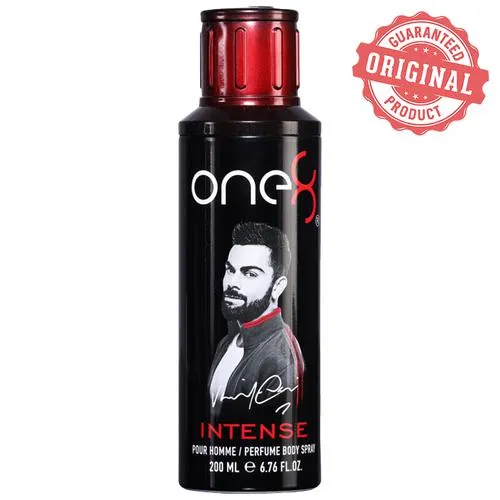 GUARANTEED
ORIGINAL
PRODUCT
one8
®
INTENSE
POUR HOMME / PERFUME BODY SPRAY
200 ML ℮ 6.76 FL.OZ.